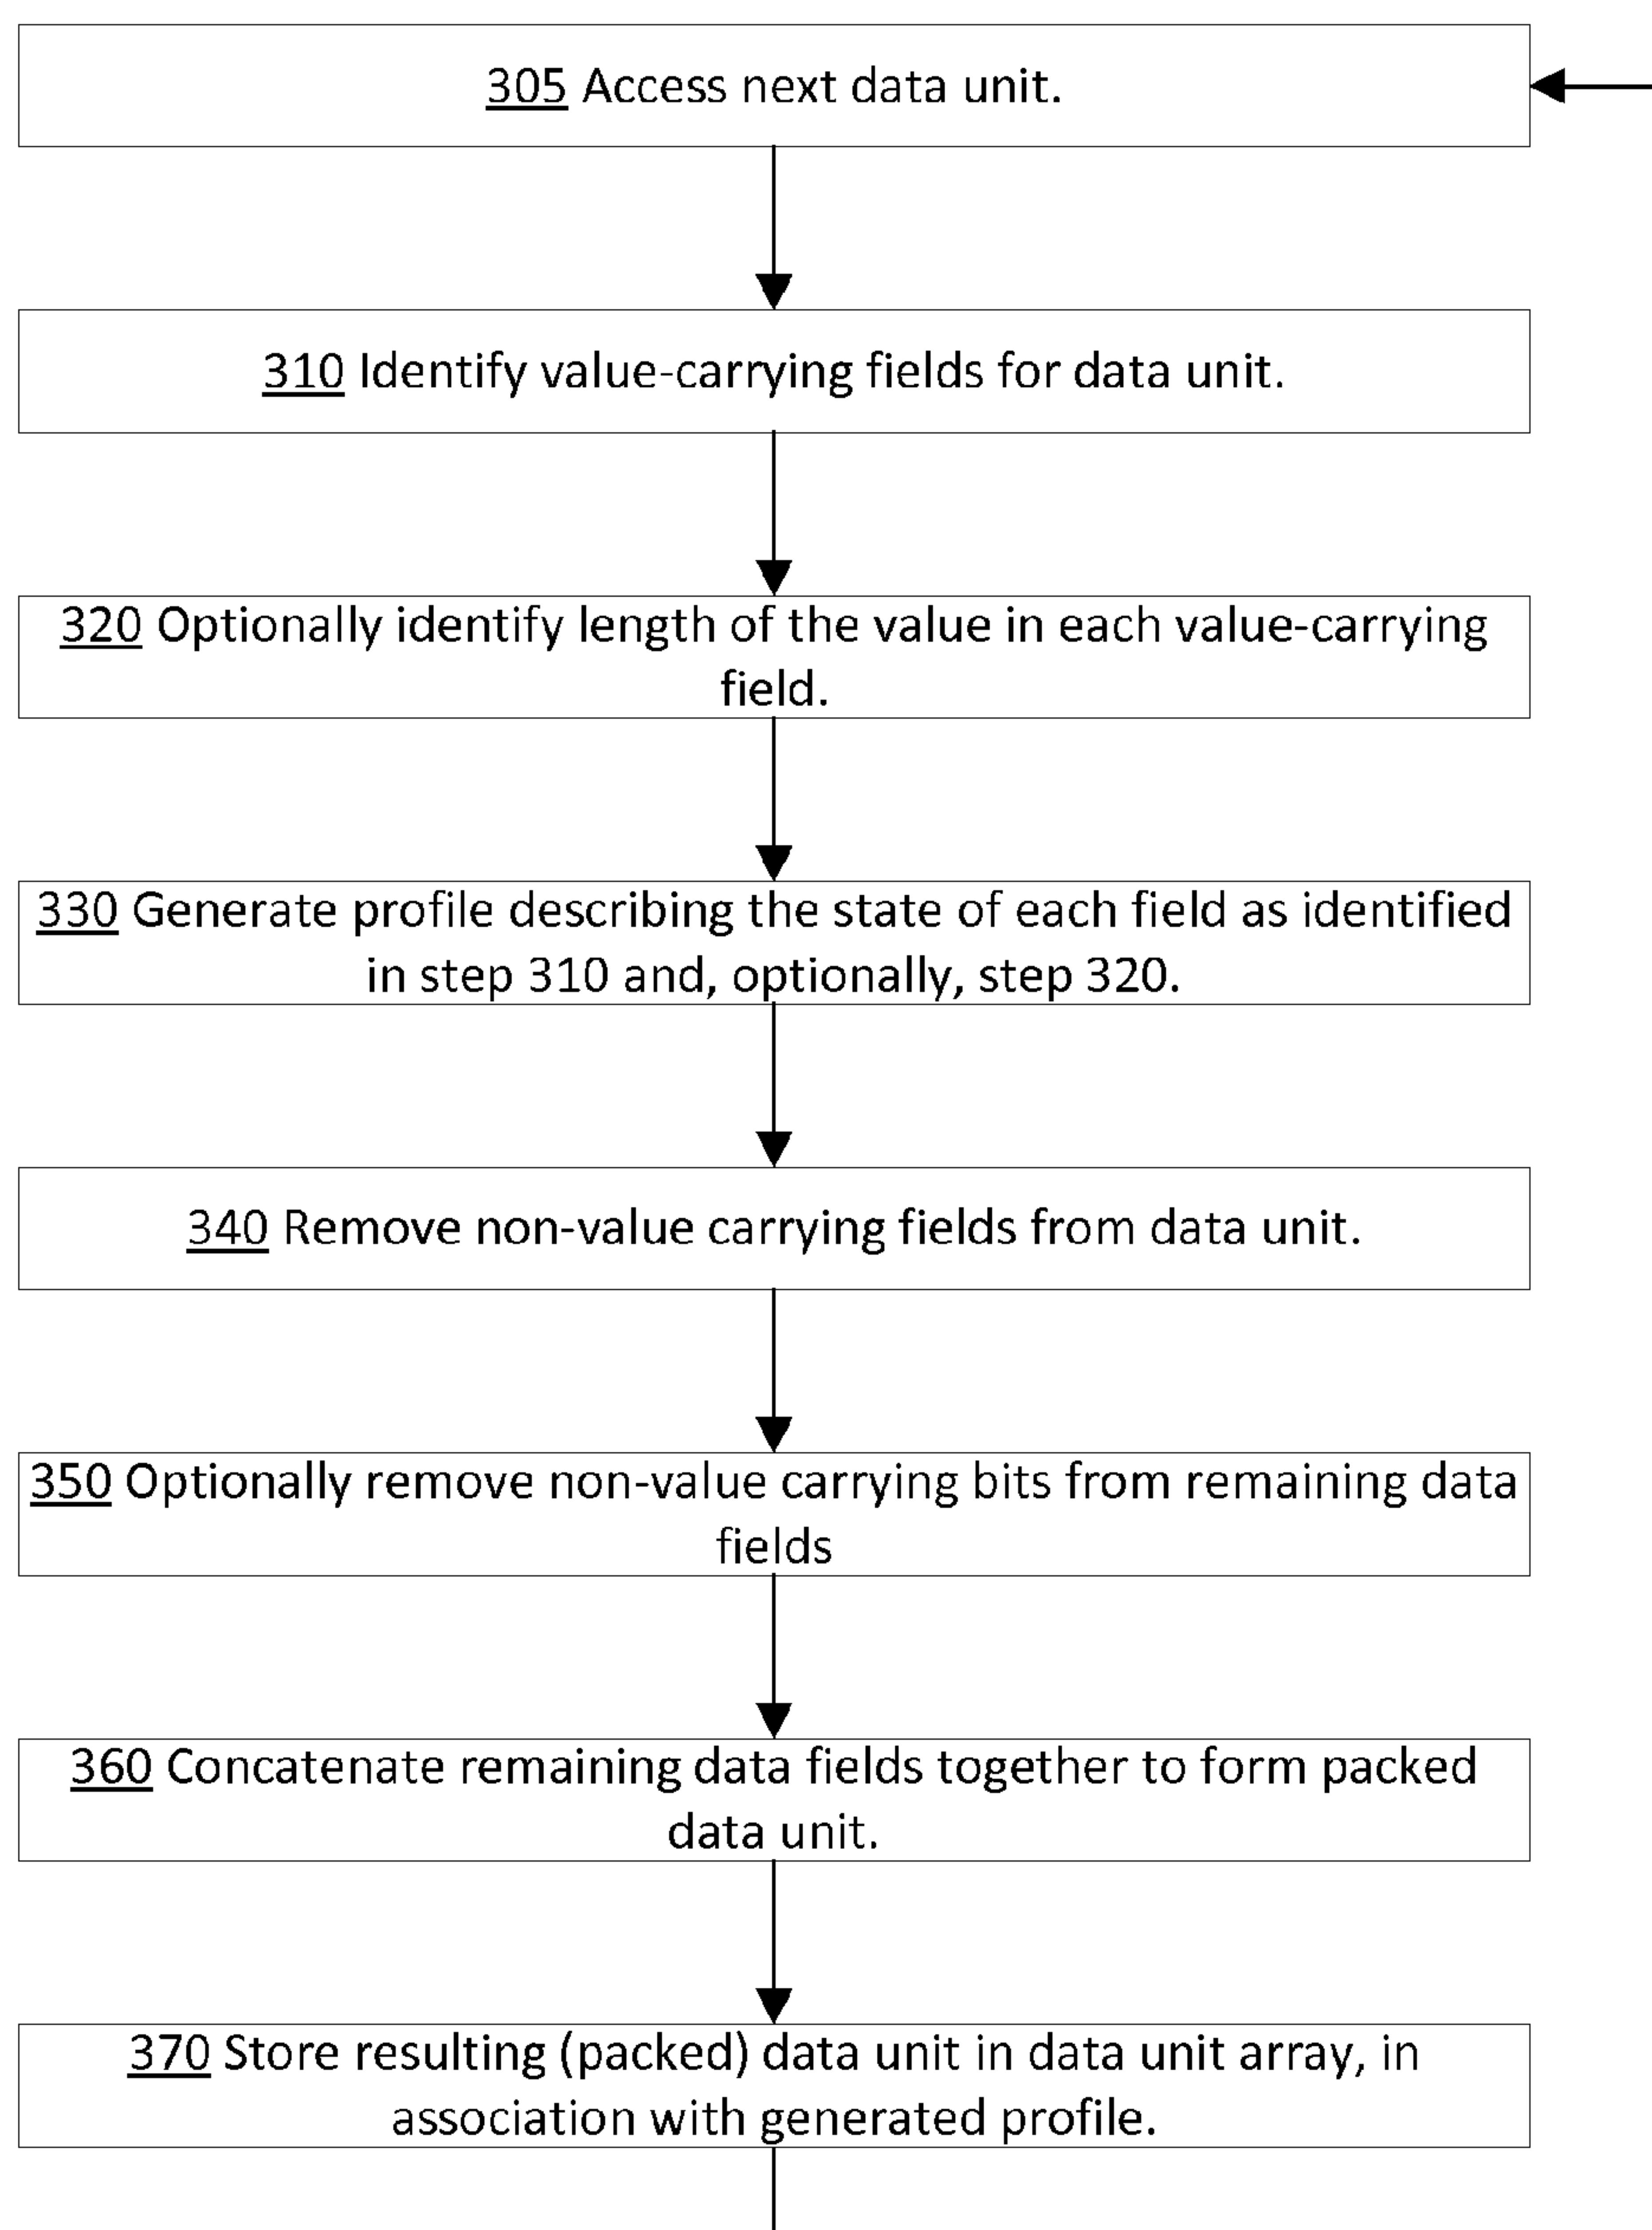 305 Access next data unit.
310 Identify value-carrying fields for data unit.
320 Optionally identify length of the value in each value-carrying
field.
330 Generate profile describing the state of each field as identified
in step 310 and, optionally, step 320.
340 Remove non-value carrying fields from data unit.
350 Optionally remove non-value carrying bits from remaining data
fields
360 Concatenate remaining data fields together to form packed
data unit.
370 Store resulting (packed) data unit in data unit array, in
association with generated profile.